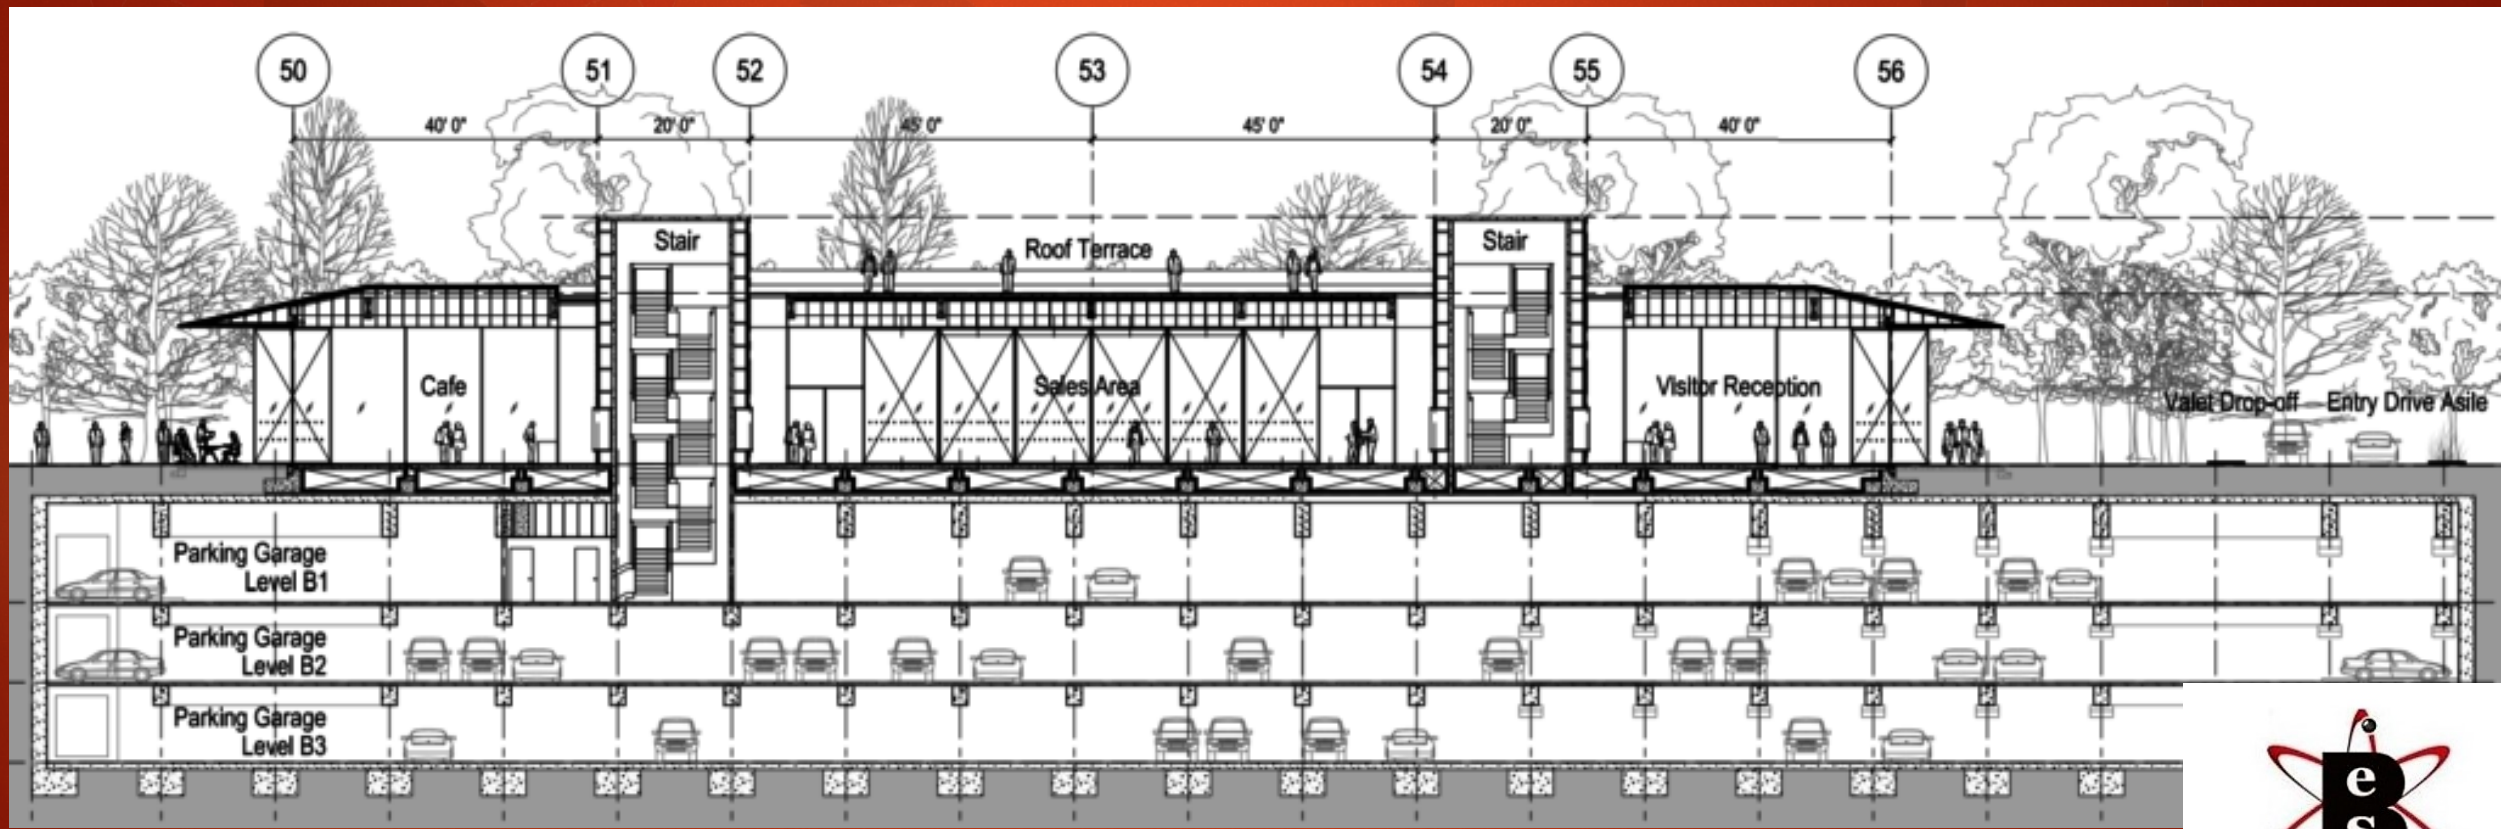 50
51
52
53
54
55
56
40' 0"
20' 0"
45' 0"
45' 0"
20' 0"
40' 0"
Stair
Roof Terrace
Stair
Cafe
Sales Area
Visitor Reception
Valet Drop-off
Entry Drive Asile
Parking Garage
Level B1
Parking Garage
Level B2
Parking Garage
Level B3
B
e
s